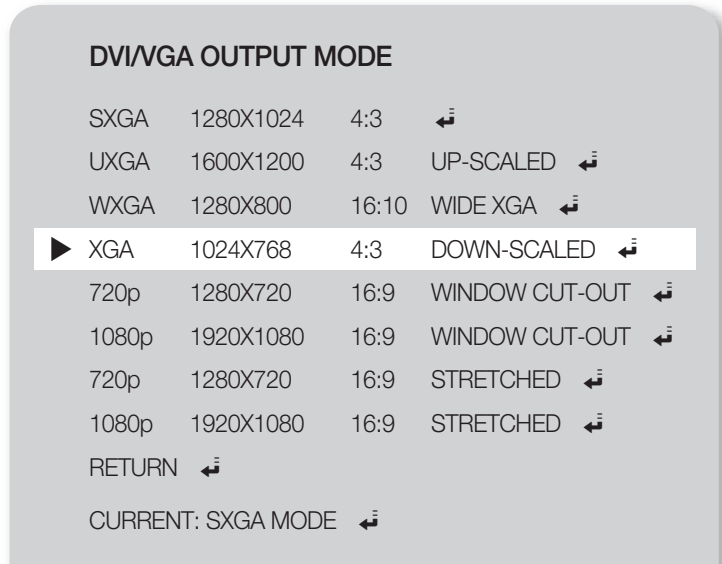 DVI/VGA OUTPUT MODE
SXGA 1280X1024 4:3
UXGA 1600X1200 4:3 UP-SCALED
WXGA 1280X800 16:10 WIDE XGA
XGA 1024X768 4:3 DOWN-SCALED
720p 1280X720 16:9 WINDOW CUT-OUT
1080p 1920X1080 16:9 WINDOW CUT-OUT
720p 1280X720 16:9 STRETCHED
1080p 1920X1080 16:9 STRETCHED
RETURN
CURRENT: SXGA MODE